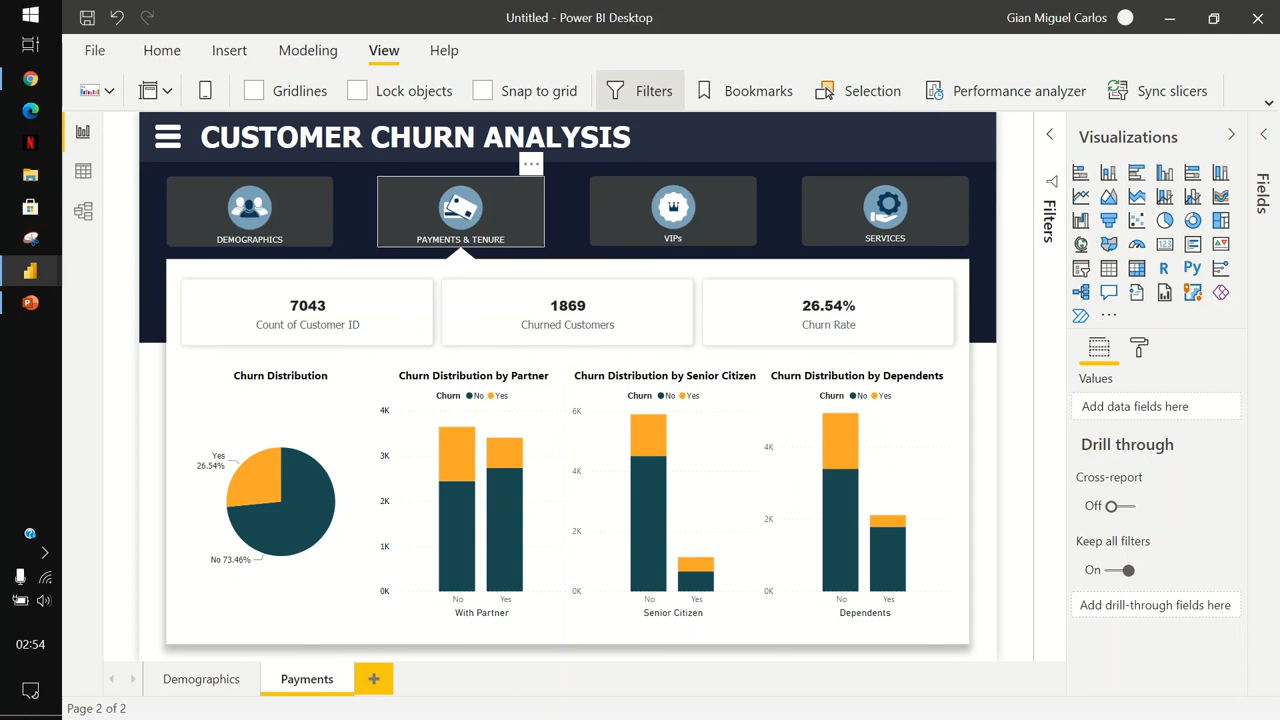 Untitled - Power BI Desktop
Gian Miguel Carlos
File Home Insert Modeling View Help
Gridlines Lock objects Snap to grid Filters Bookmarks Selection Performance analyzer Sync slicers
CUSTOMER CHURN ANALYSIS
DEMOGRAPHICS
PAYMENTS & TENURE
VIPs
SERVICES
7043
Count of Customer ID
1869
Churned Customers
26.54%
Churn Rate
Churn Distribution
Yes
26.54%
No 73.46%
Churn Distribution by Partner
Churn No Yes
4K
3K
2K
1K
0K
No Yes
With Partner
Churn Distribution by Senior Citizen
Churn No Yes
6K
4K
2K
0K
No Yes
Senior Citizen
Churn Distribution by Dependents
Churn No Yes
4K
2K
0K
No Yes
Dependents
Filters
Visualizations
R Py
123
Values
Add data fields here
Drill through
Cross-report
Off
Keep all filters
On
Add drill-through fields here
Fields
Demographics
Payments
Page 2 of 2
02:54